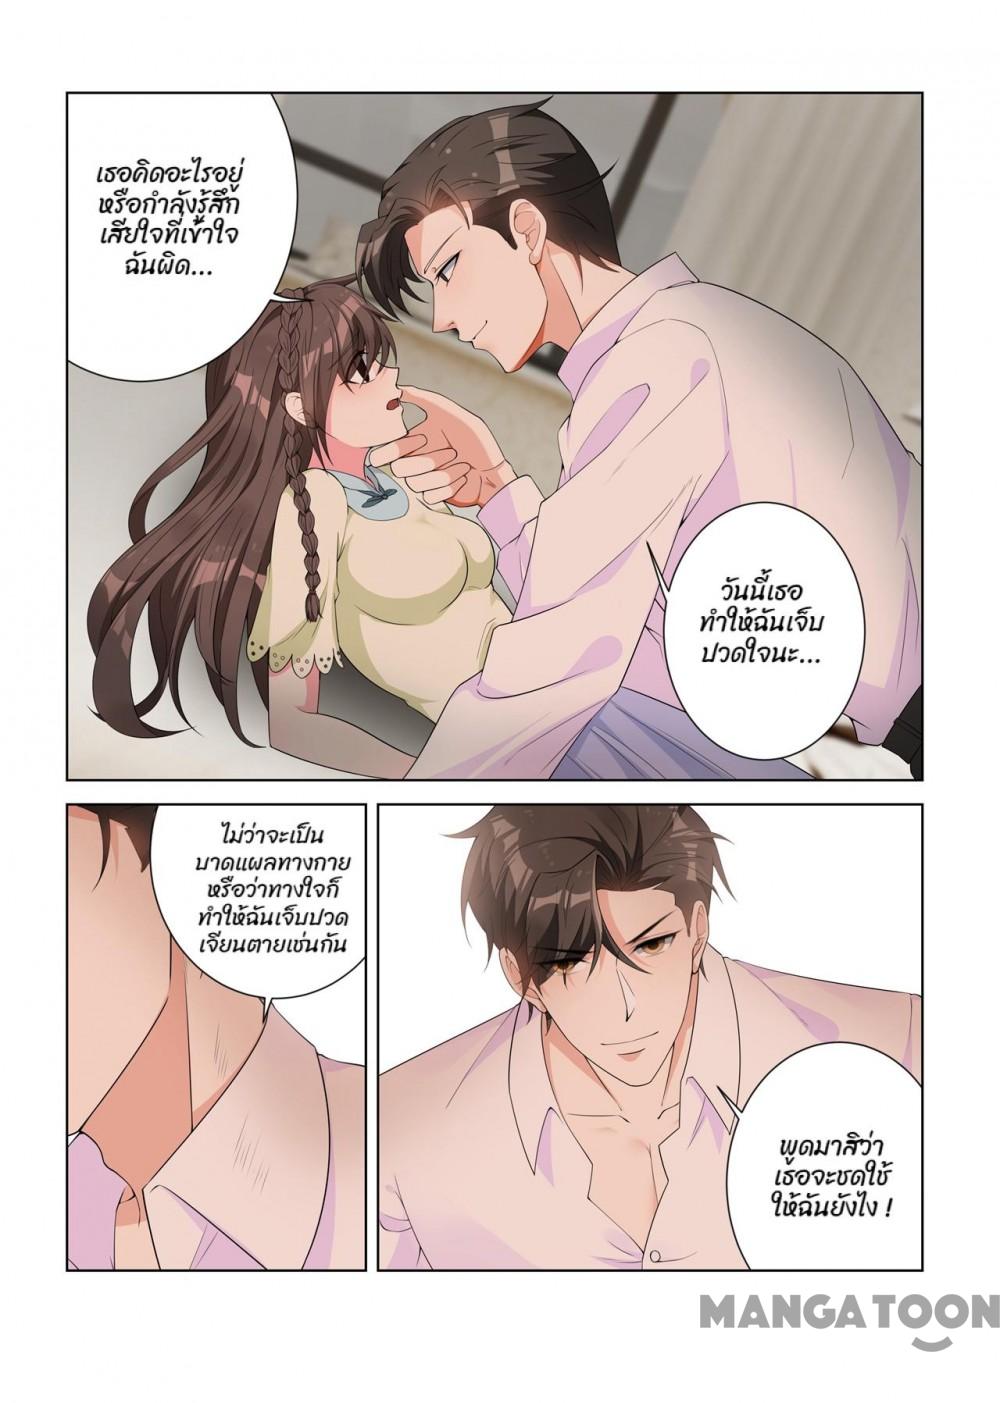 เธอคิดอะไรอยู่
หรือกำลังรู้สึก
เสียใจที่เข้าใจ
ฉันผิด...
วันนี้เธอ
ทำให้ฉันเจ็บ
ปวดใจนะ...
ไม่ว่าจะเป็น
บาดแผลทางกาย
หรือว่าทางใจก็
ทำให้ฉันเจ็บปวด
เจียนตายเช่นกัน
พูดมาสิว่า
เธอจะชดใช้
ให้ฉันยังไง !
MANGATOON